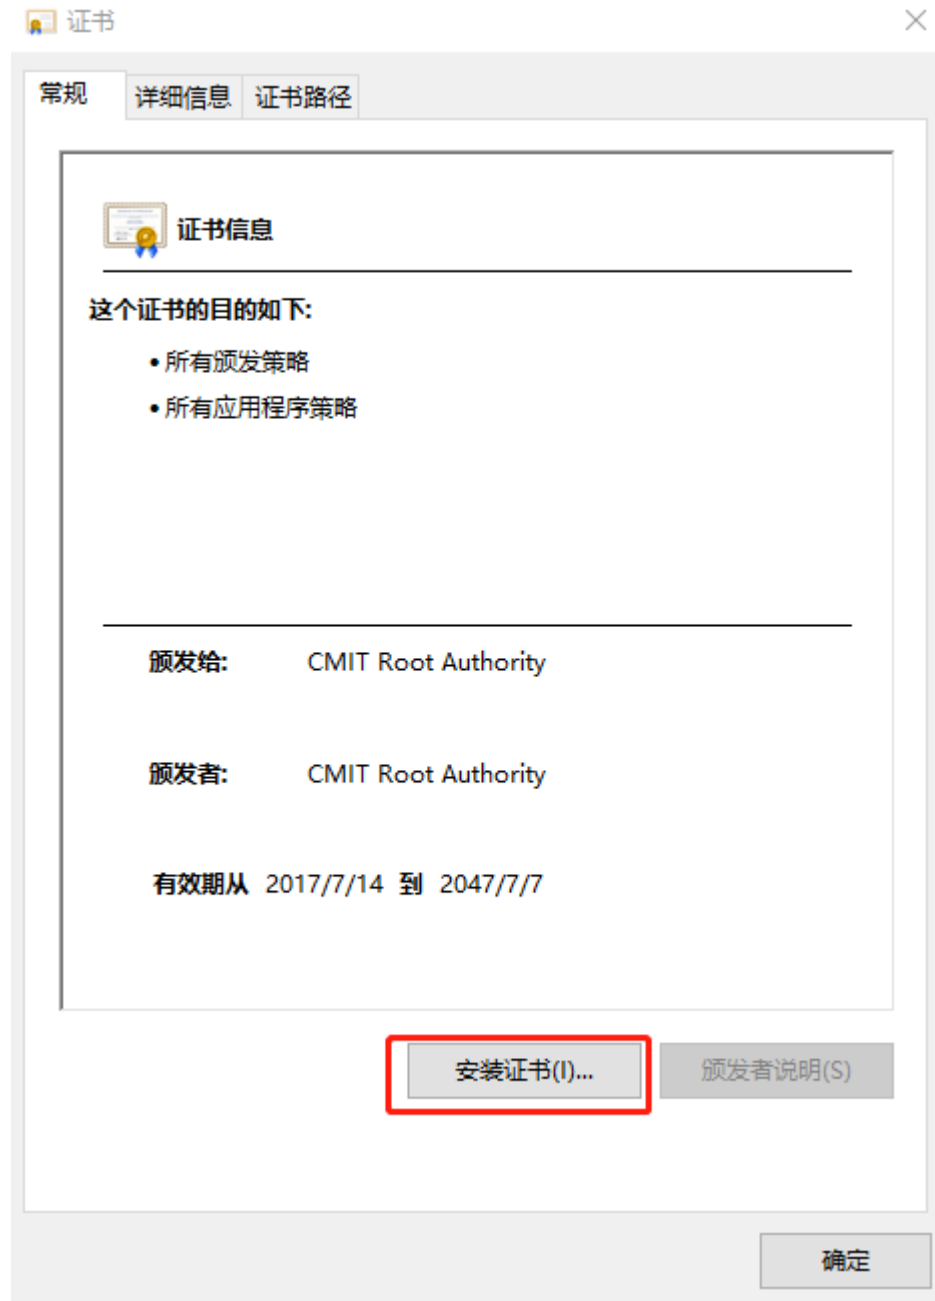 证书
常规 详细信息 证书路径
证书信息
这个证书的目的如下:
• 所有颁发策略
• 所有应用程序策略
颁发给: CMIT Root Authority
颁发者: CMIT Root Authority
有效期从 2017/7/14 到 2047/7/7
安装证书(I)... 颁发者说明(S)
确定